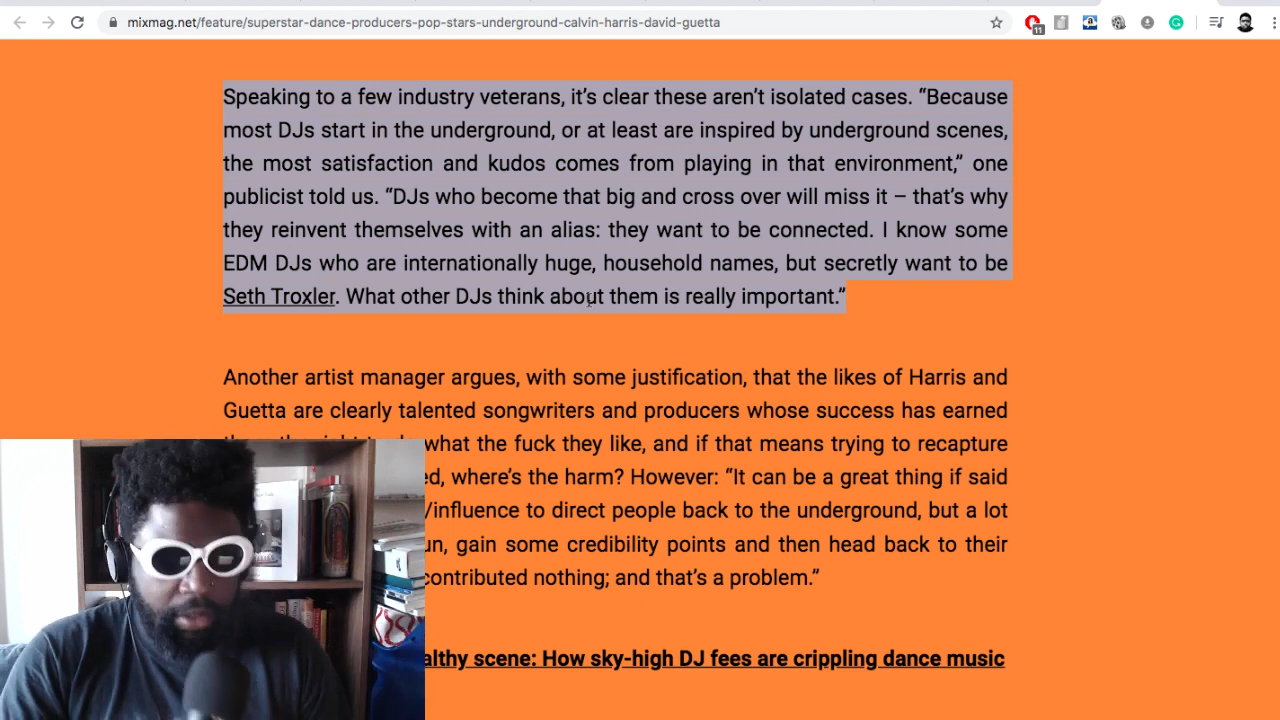 mixmag.net/feature/superstar-dance-producers-pop-stars-underground-calvin-harris-david-guetta
11
Speaking to a few industry veterans, it’s clear these aren’t isolated cases. “Because
most DJs start in the underground, or at least are inspired by underground scenes,
the most satisfaction and kudos comes from playing in that environment,” one
publicist told us. “DJs who become that big and cross over will miss it – that’s why
they reinvent themselves with an alias: they want to be connected. I know some
EDM DJs who are internationally huge, household names, but secretly want to be
Seth Troxler. What other DJs think about them is really important.”
Another artist manager argues, with some justification, that the likes of Harris and
Guetta are clearly talented songwriters and producers whose success has earned
what the fuck they like, and if that means trying to recapture
ed, where’s the harm? However: “It can be a great thing if said
/influence to direct people back to the underground, but a lot
un, gain some credibility points and then head back to their
contributed nothing; and that’s a problem.”
althy scene: How sky-high DJ fees are crippling dance music